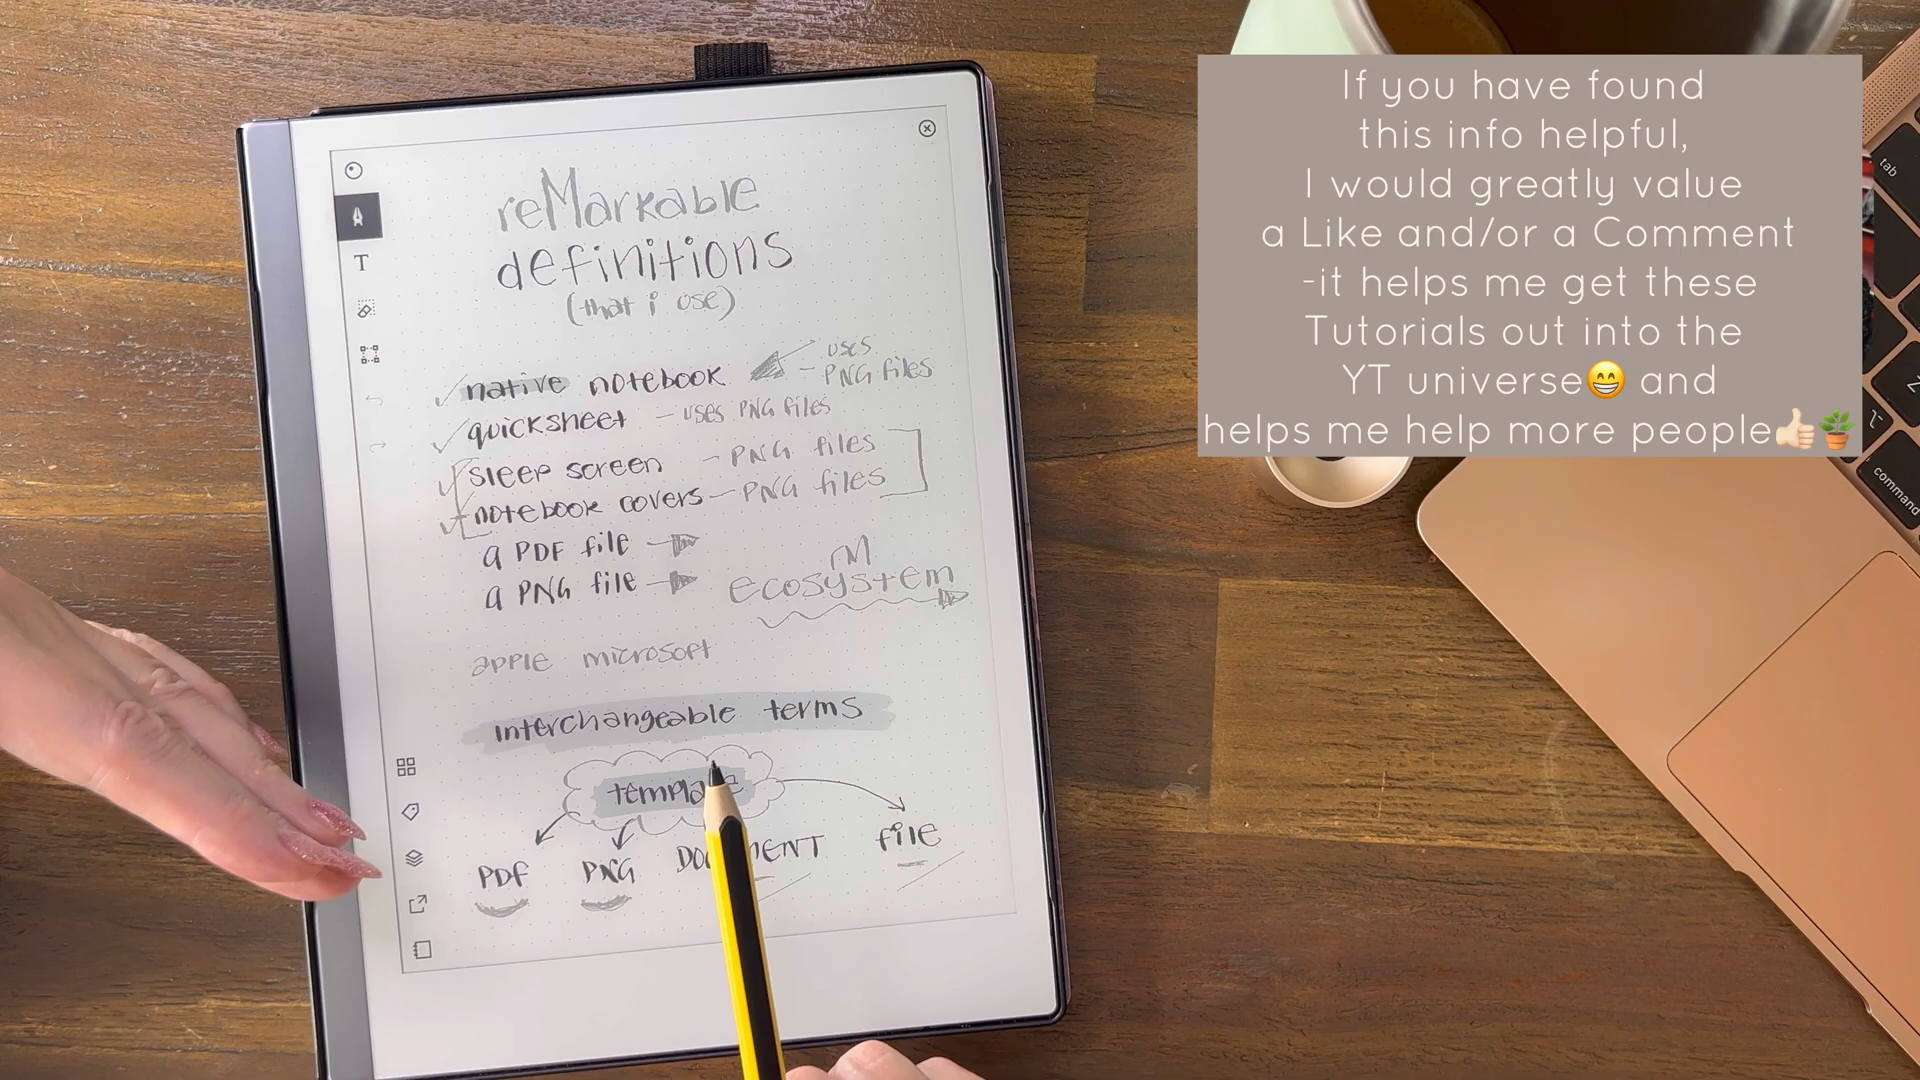 reMarkable
definitions
(that i use)
native notebook - uses PNG files
quicksheet - uses PNG files
sleep screen - PNG files
notebook covers - PNG files
a PDF file
a PNG file
rM
ecosystem
apple microsoft
interchangeable terms
template
PDF PNG file
T
If you have found
this info helpful,
I would greatly value
a Like and/or a Comment
-it helps me get these
Tutorials out into the
YT universe😁 and
helps me help more people👍🏻🪴
tab
Z
command